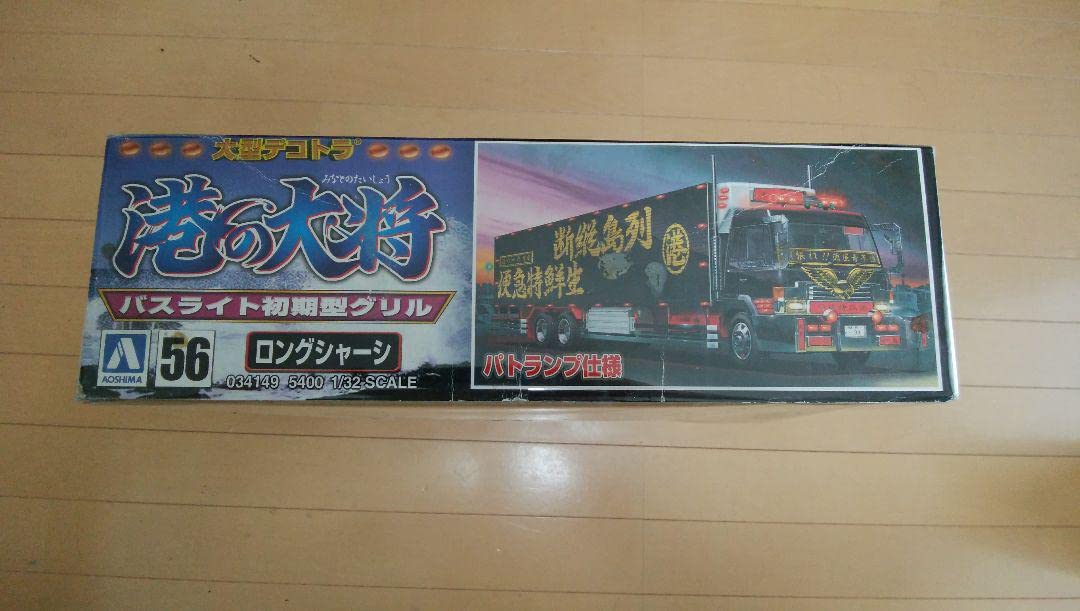 大型デコトラ®
みなとのたいしょう
港の大将
バスライト初期型グリル
AOSHIMA
56
ロングシャーシ
034149 5400 1/32 SCALE
断縦島列
便急特鮮生
港
パトランプ仕様